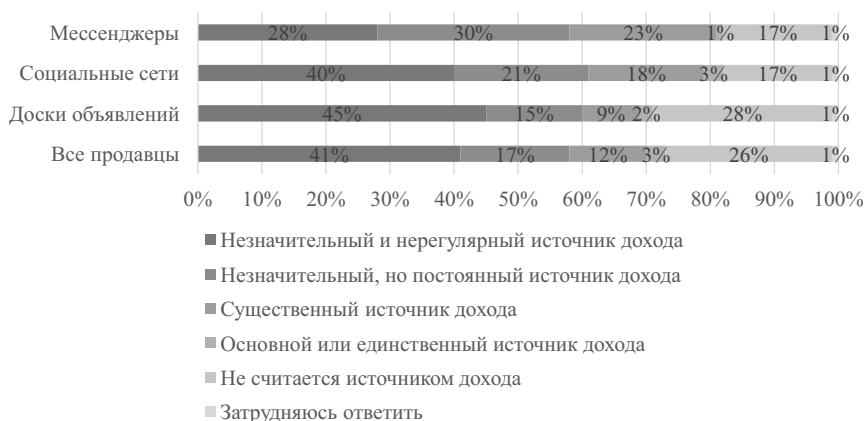 Мессенджеры 28% 30% 23% 1% 17% 1%
Социальные сети 40% 21% 18% 3% 17% 1%
Доски объявлений 45% 15% 9% 2% 28% 1%
Все продавцы 41% 17% 12% 3% 26% 1%
0% 10% 20% 30% 40% 50% 60% 70% 80% 90% 100%
Незначительный и нерегулярный источник дохода
Незначительный, но постоянный источник дохода
Существенный источник дохода
Основной или единственный источник дохода
Не считается источником дохода
Затрудняюсь ответить